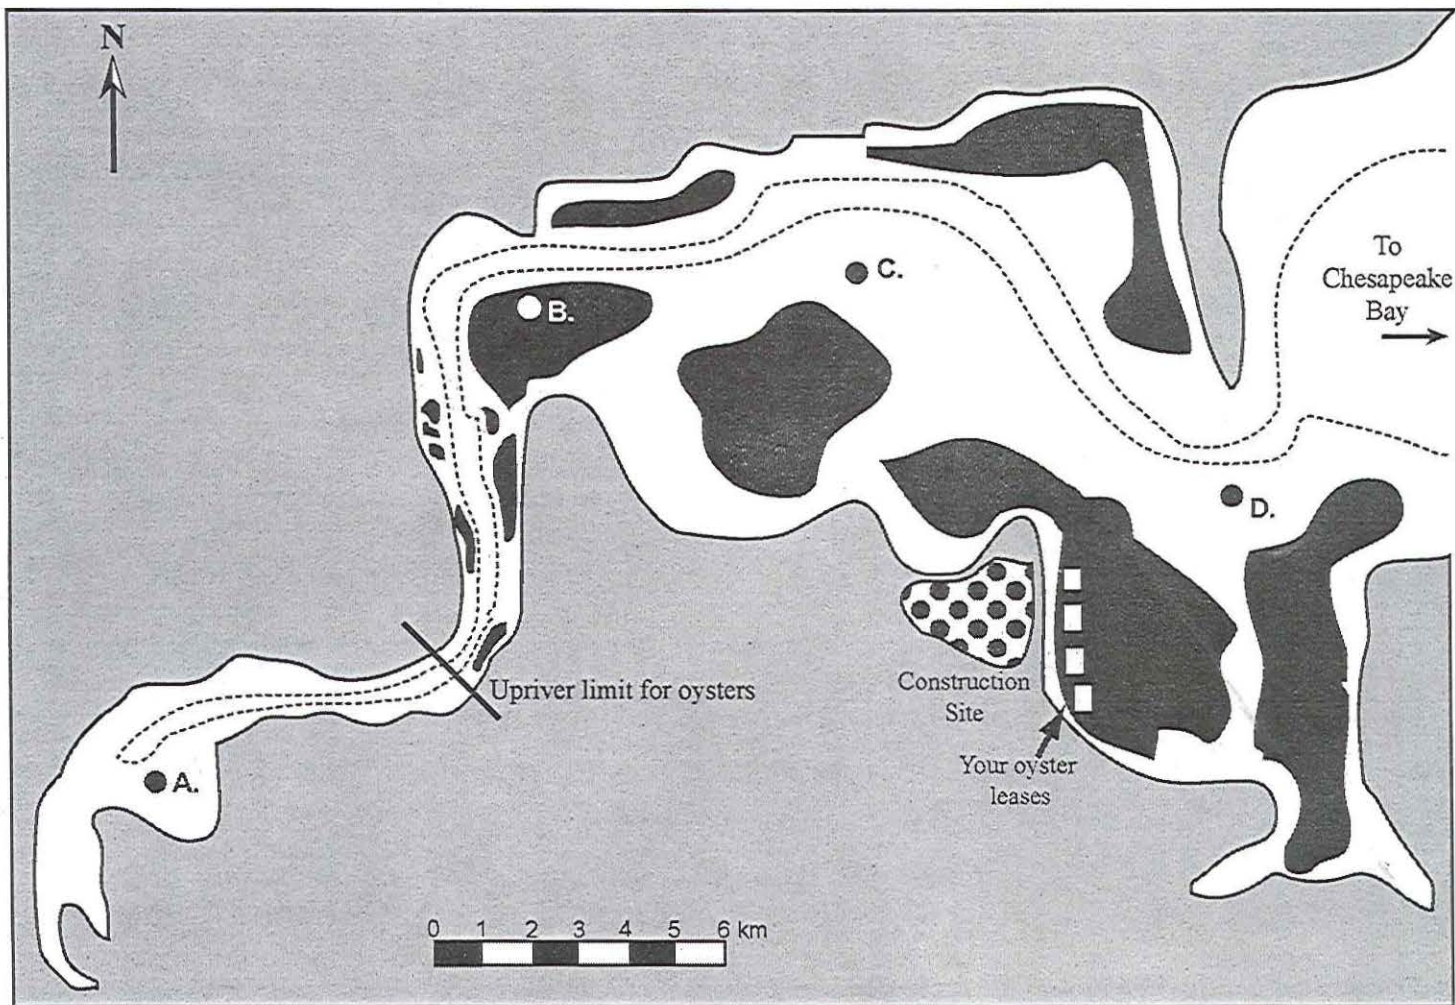 N
To
Chesapeake
Bay
C.
B.
D.
Upriver limit for oysters
Construction
Site
Your oyster
leases
A.
0 1 2 3 4 5 6 km